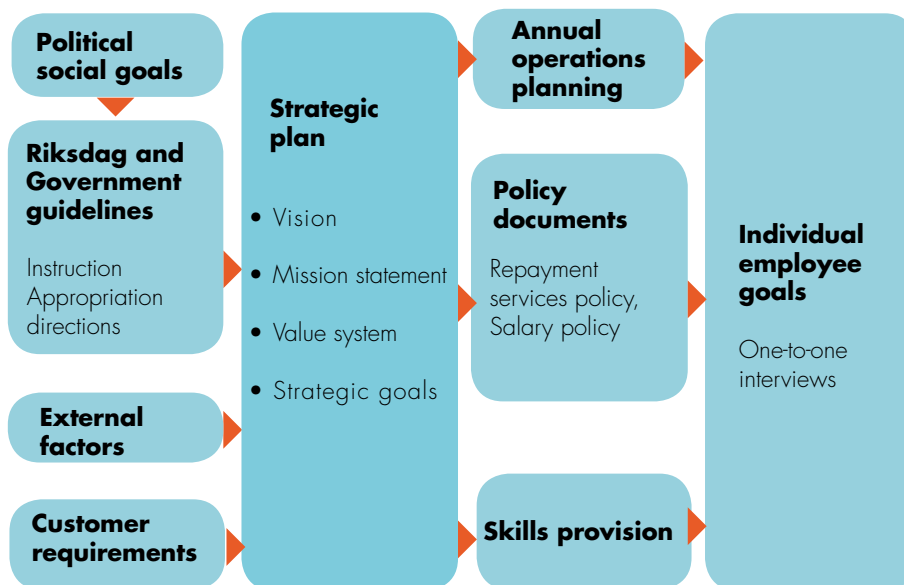 Political
social goals
Riksdag and
Government
guidelines
Instruction
Appropriation
directions
External
factors
Customer
requirements
Strategic
plan
• Vision
• Mission statement
• Value system
• Strategic goals
Annual
operations
planning
Policy
documents
Repayment
services policy,
Salary policy
Skills provision
Individual
employee
goals
One-to-one
interviews